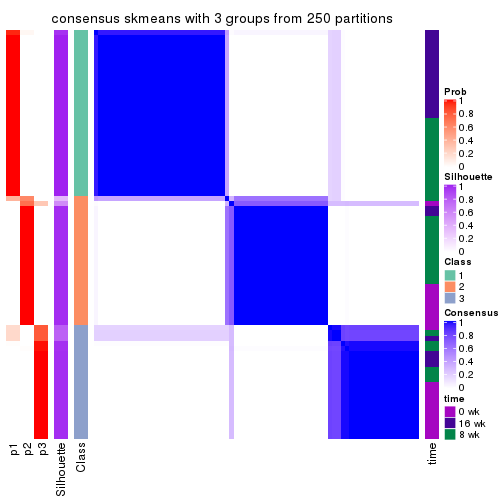 consensus skmeans with 3 groups from 250 partitions
Prob
1
0.8
0.6
0.4
0.2
0
Silhouette
1
0.8
0.6
0.4
0.2
0
Class
1
2
3
Consensus
1
0.8
0.6
0.4
0.2
0
time
0 wk
16 wk
8 wk
p1
p2
p3
Silhouette
Class
time